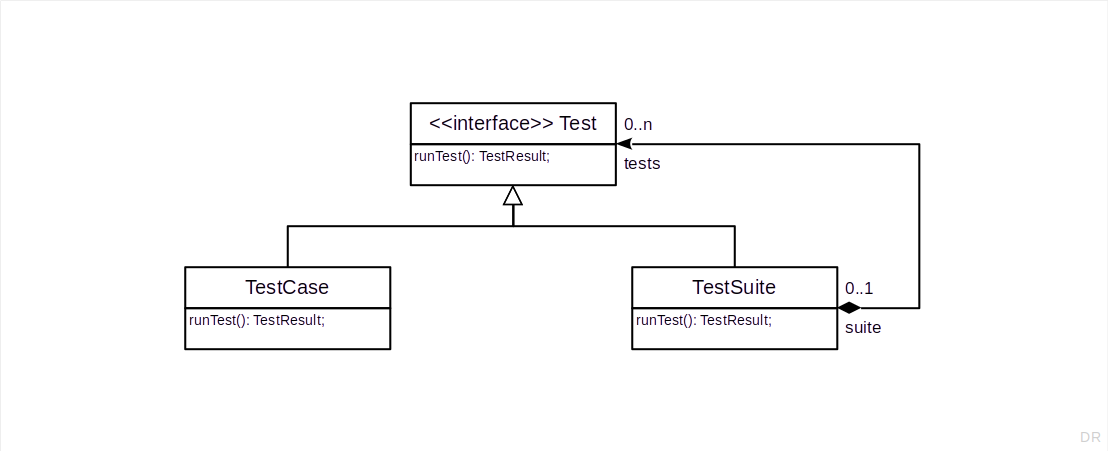 <<interface>> Test
0..n
runTest(): TestResult;
tests
TestCase
runTest(): TestResult;
TestSuite
0..1
runTest(): TestResult;
suite
DR